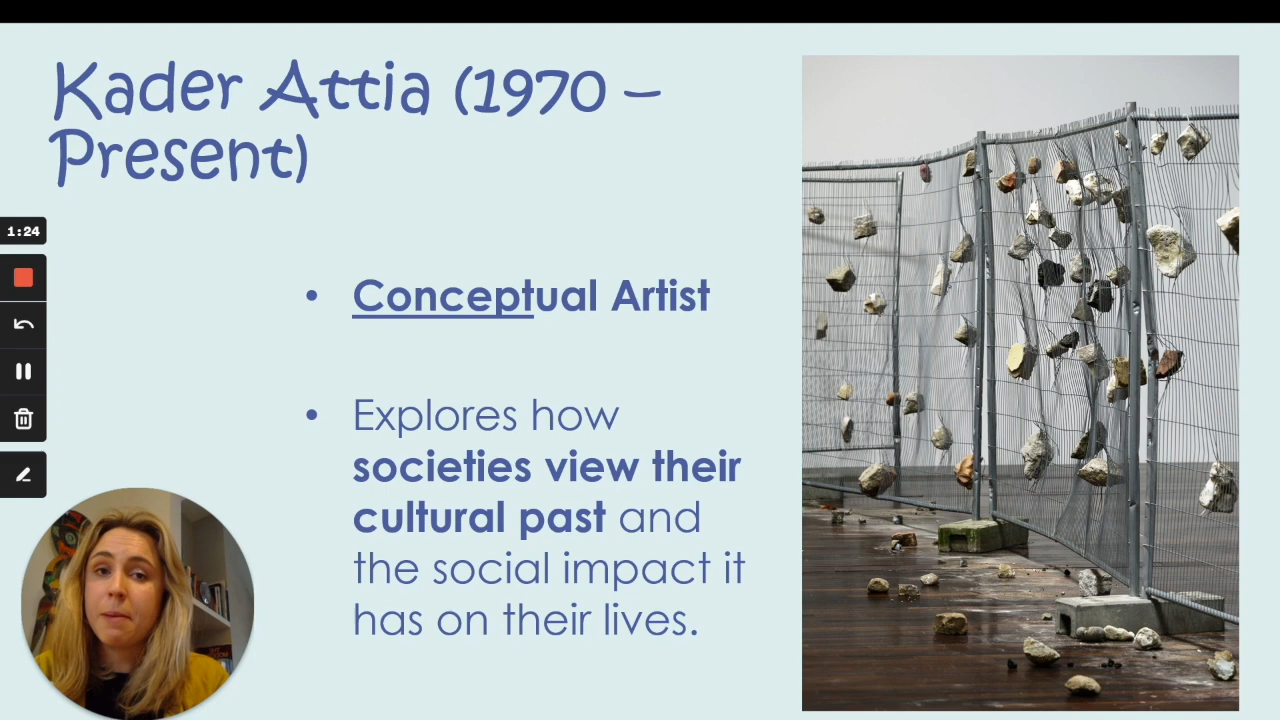 Kader Attia (1970 –
Present)
1:24
• Conceptual Artist
• Explores how
societies view their
cultural past and
the social impact it
has on their lives.